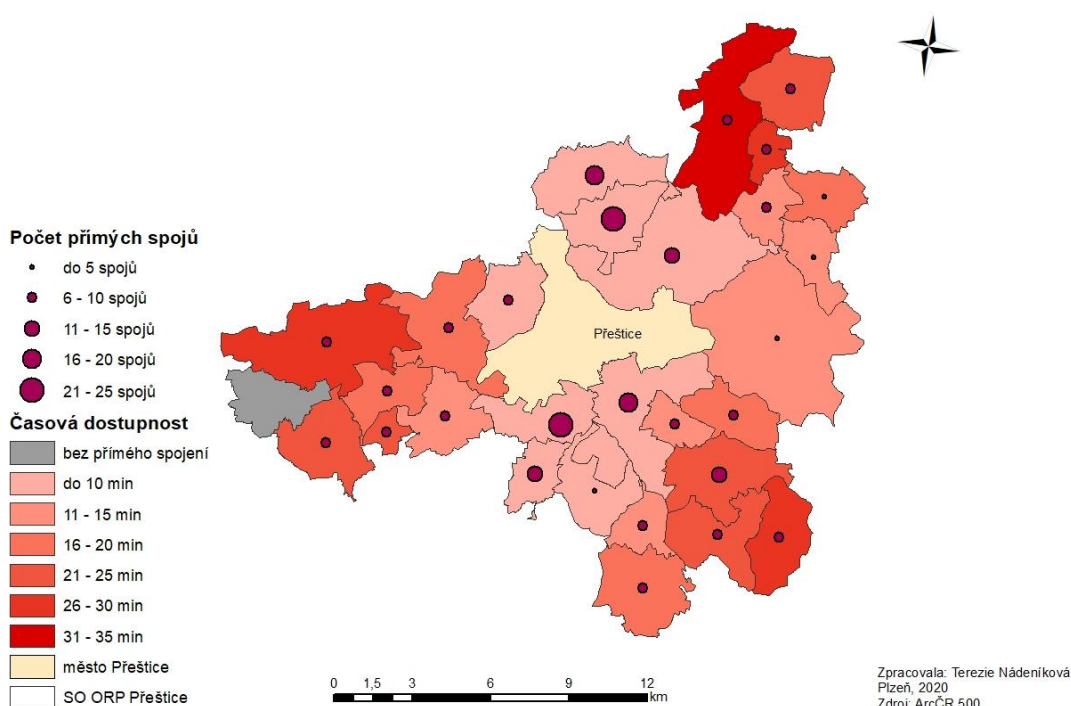 Přeštice
Počet přímých spojů
do 5 spojů
6 - 10 spojů
11 - 15 spojů
16 - 20 spojů
21 - 25 spojů
Časová dostupnost
bez přímého spojení
do 10 min
11 - 15 min
16 - 20 min
21 - 25 min
26 - 30 min
31 - 35 min
město Přeštice
SO ORP Přeštice
0 1,5 3 6 9 12
km
Zpracovala: Terezie Nádeníková
Plzeň, 2020
Zdroj: ArcČR 500